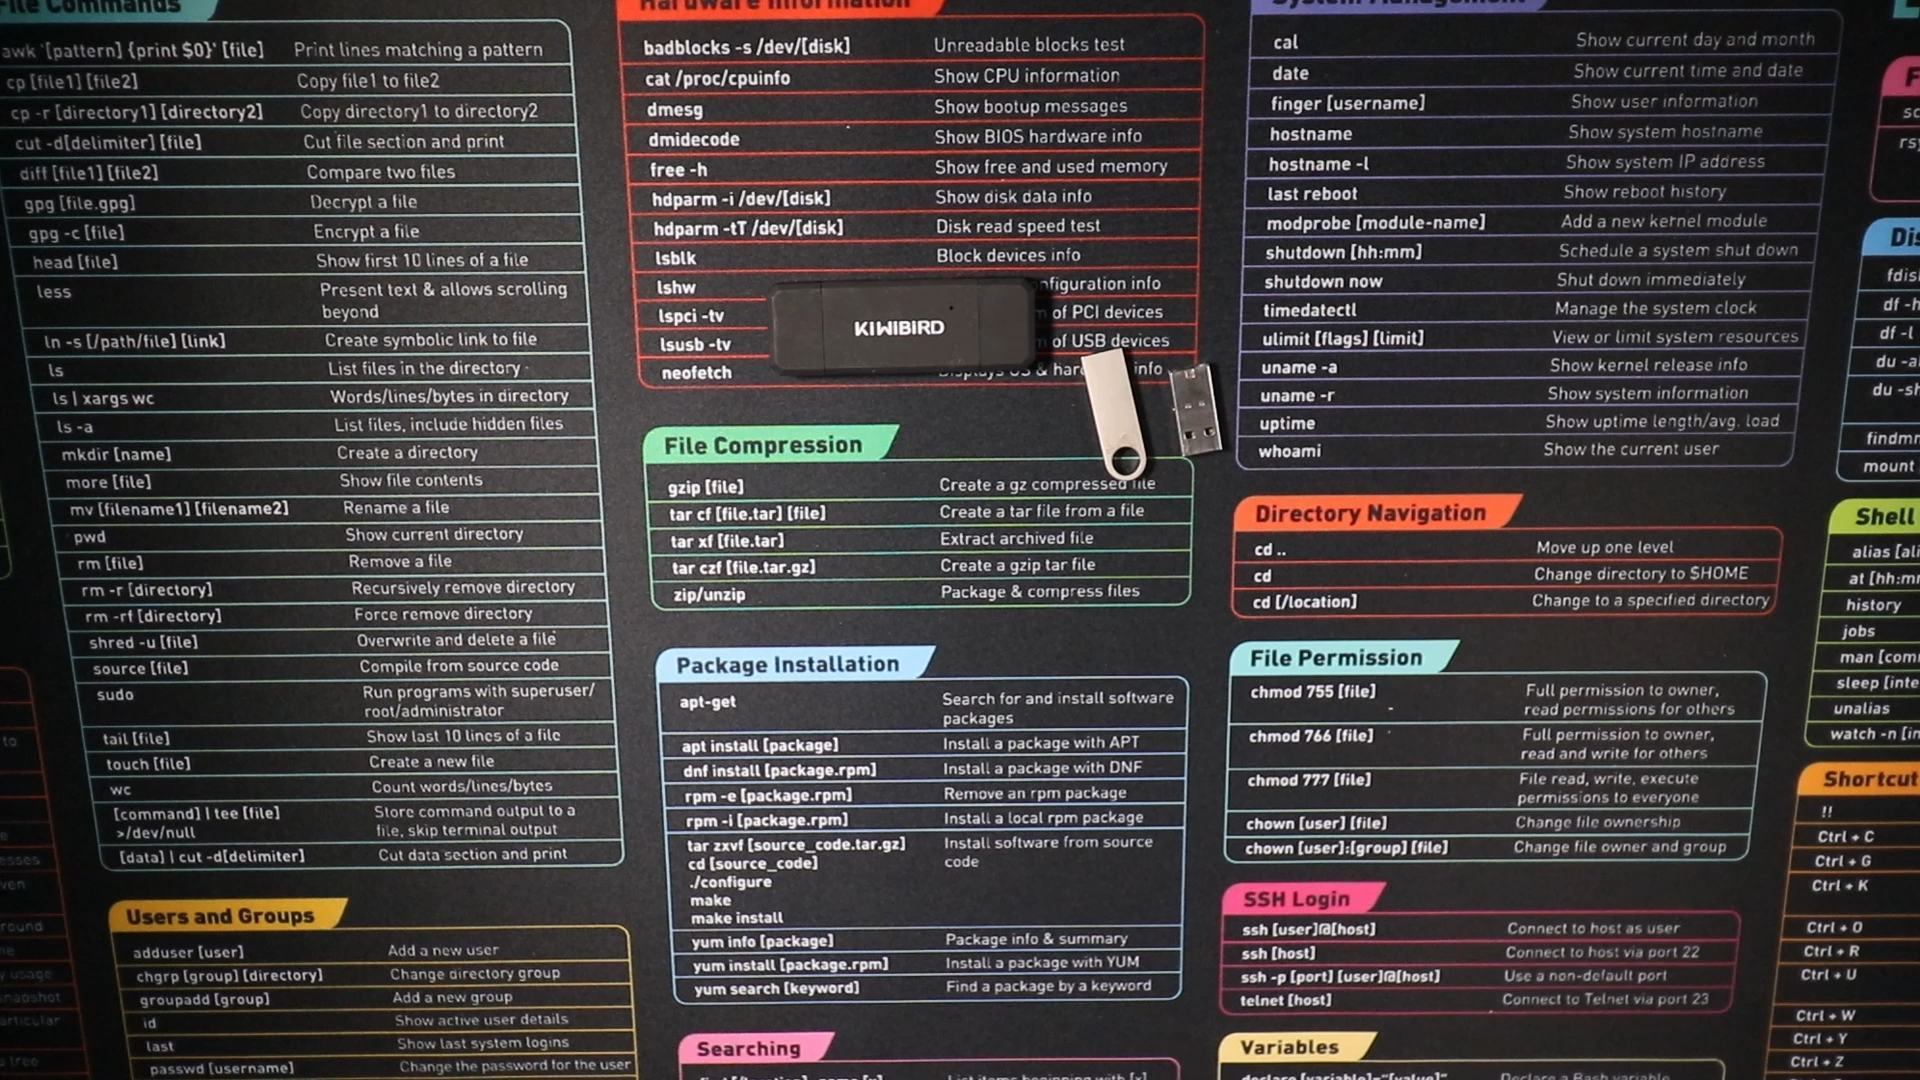 File Commands
awk '[pattern] {print $0}' [file] Print lines matching a pattern
cp [file1] [file2] Copy file1 to file2
cp -r [directory1] [directory2] Copy directory1 to directory2
cut -d[delimiter] [file] Cut file section and print
diff [file1] [file2] Compare two files
gpg [file.gpg] Decrypt a file
gpg -c [file] Encrypt a file
head [file] Show first 10 lines of a file
less Present text & allows scrolling
beyond
ln -s [/path/file] [link] Create symbolic link to file
ls List files in the directory
ls | xargs wc Words/lines/bytes in directory
ls -a List files, include hidden files
mkdir [name] Create a directory
more [file] Show file contents
mv [filename1] [filename2] Rename a file
pwd Show current directory
rm [file] Remove a file
rm -r [directory] Recursively remove directory
rm -rf [directory] Force remove directory
shred -u [file] Overwrite and delete a file
source [file] Compile from source code
sudo Run programs with superuser/
root/administrator
tail [file] Show last 10 lines of a file
touch [file] Create a new file
wc Count words/lines/bytes
[command] | tee [file] Store command output to a
>/dev/null file, skip terminal output
[data] | cut -d[delimiter] Cut data section and print
Users and Groups
adduser [user] Add a new user
chgrp [group] [directory] Change directory group
groupadd [group] Add a new group
id Show active user details
last Show last system logins
passwd [username] Change the password for the user
Hardware Information
badblocks -s /dev/[disk] Unreadable blocks test
cat /proc/cpuinfo Show CPU information
dmesg Show bootup messages
dmidecode Show BIOS hardware info
free -h Show free and used memory
hdparm -i /dev/[disk] Show disk data info
hdparm -tT /dev/[disk] Disk read speed test
lsblk Block devices info
lshw nfiguration info
lspci -tv of PCI devices
lsusb -tv of USB devices
neofetch Displays OS & har info
KIWIBIRD
File Compression
gzip [file] Create a gz compressed file
tar cf [file.tar] [file] Create a tar file from a file
tar xf [file.tar] Extract archived file
tar czf [file.tar.gz] Create a gzip tar file
zip/unzip Package & compress files
Package Installation
apt-get Search for and install software
packages
apt install [package] Install a package with APT
dnf install [package.rpm] Install a package with DNF
rpm -e [package.rpm] Remove an rpm package
rpm -i [package.rpm] Install a local rpm package
tar zxvf [source_code.tar.gz] Install software from source
cd [source_code] code
./configure
make
make install
yum info [package] Package info & summary
yum install [package.rpm] Install a package with YUM
yum search [keyword] Find a package by a keyword
Searching
System Management
cal Show current day and month
date Show current time and date
finger [username] Show user information
hostname Show system hostname
hostname -l Show system IP address
last reboot Show reboot history
modprobe [module-name] Add a new kernel module
shutdown [hh:mm] Schedule a system shut down
shutdown now Shut down immediately
timedatectl Manage the system clock
ulimit [flags] [limit] View or limit system resources
uname -a Show kernel release info
uname -r Show system information
uptime Show uptime length/avg. load
whoami Show the current user
Directory Navigation
cd .. Move up one level
cd Change directory to $HOME
cd [/location] Change to a specified directory
File Permission
chmod 755 [file] Full permission to owner,
read permissions for others
chmod 766 [file] Full permission to owner,
read and write for others
chmod 777 [file] File read, write, execute
permissions to everyone
chown [user] [file] Change file ownership
chown [user]:[group] [file] Change file owner and group
SSH Login
ssh [user]@[host] Connect to host as user
ssh [host] Connect to host via port 22
ssh -p [port] [user]@[host] Use a non-default port
telnet [host] Connect to Telnet via port 23
Variables
declare [variable]="[value]" Declare a Bash variable
Dis
fdis
df -h
df -l
du -a
du -sh
findmn
mount
Shell
alias [ali
at [hh:m
history
jobs
man [com
sleep [inte
unalias
watch -n [in
Shortcut
!!
Ctrl + C
Ctrl + G
Ctrl + K
Ctrl + O
Ctrl + R
Ctrl + U
Ctrl + W
Ctrl + Y
Ctrl + Z